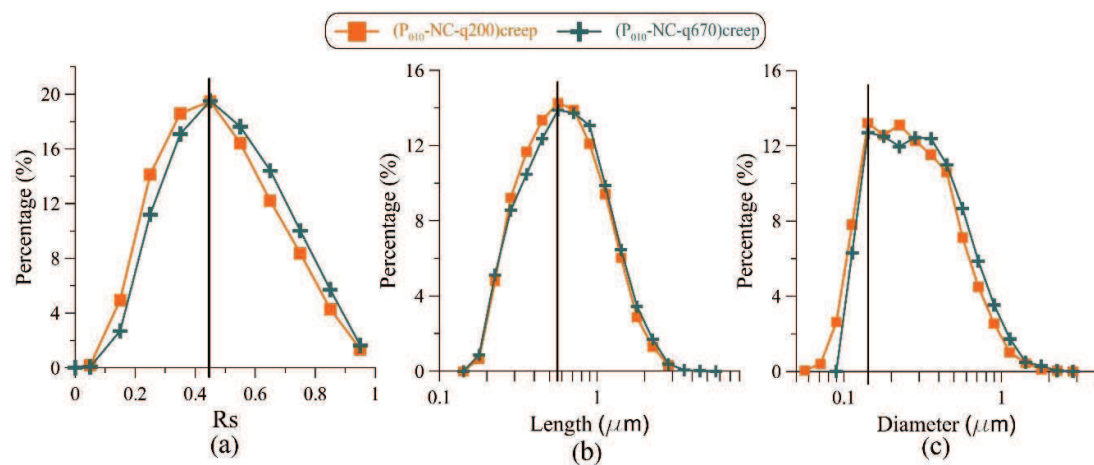 (P₀₁₀-NC-q200)creep (P₀₁₀-NC-q670)creep
Percentage (%)
20
16
12
8
4
0
0 0.2 0.4 0.6 0.8 1
Rs
(a)
Percentage (%)
16
12
8
4
0
0.1 1
Length (μm)
(b)
Percentage (%)
16
12
8
4
0
0.1 1
Diameter (μm)
(c)